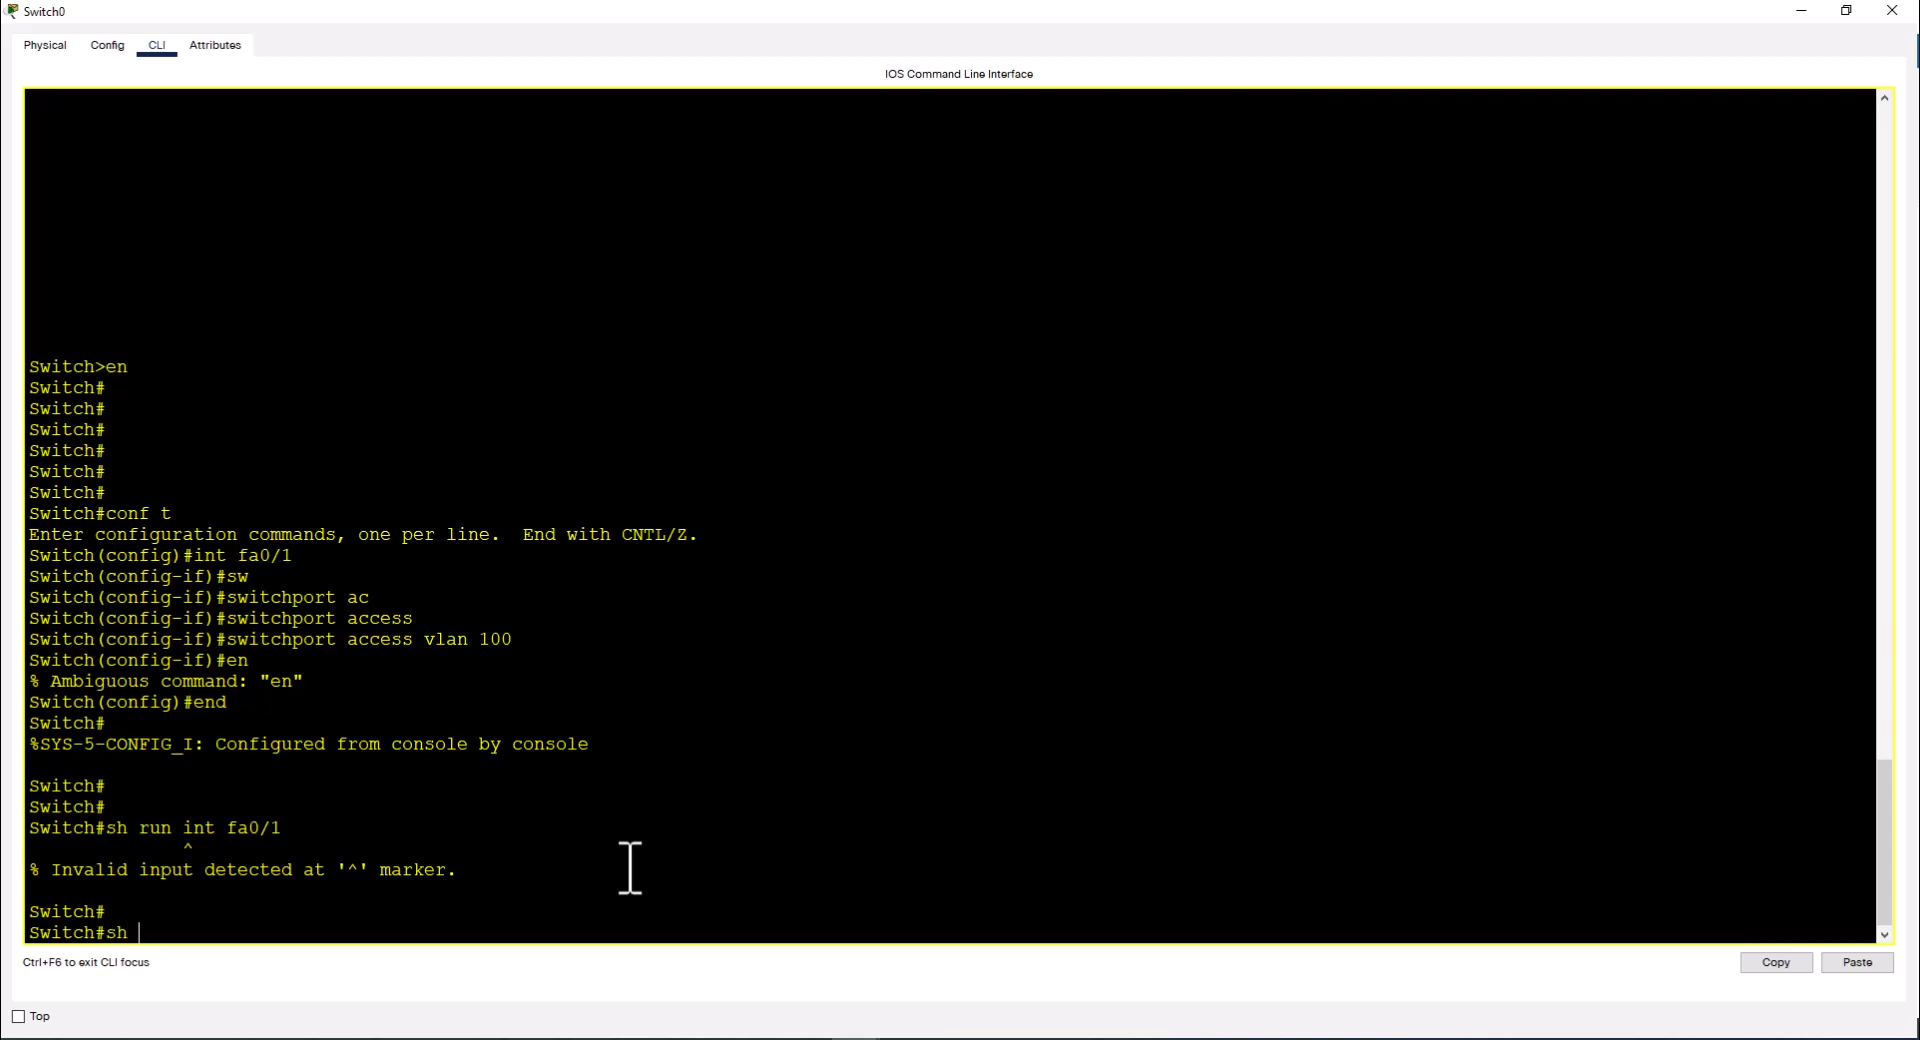 Switch0
Physical Config CLI Attributes
IOS Command Line Interface
Switch>en
Switch#
Switch#
Switch#
Switch#
Switch#
Switch#
Switch#conf t
Enter configuration commands, one per line.  End with CNTL/Z.
Switch(config)#int fa0/1
Switch(config-if)#sw
Switch(config-if)#switchport ac
Switch(config-if)#switchport access
Switch(config-if)#switchport access vlan 100
Switch(config-if)#en
% Ambiguous command: "en"
Switch(config)#end
Switch#
%SYS-5-CONFIG_I: Configured from console by console
Switch#
Switch#
Switch#sh run int fa0/1
^
% Invalid input detected at '^' marker.
Switch#
Switch#sh
Ctrl+F6 to exit CLI focus
Copy Paste
Top